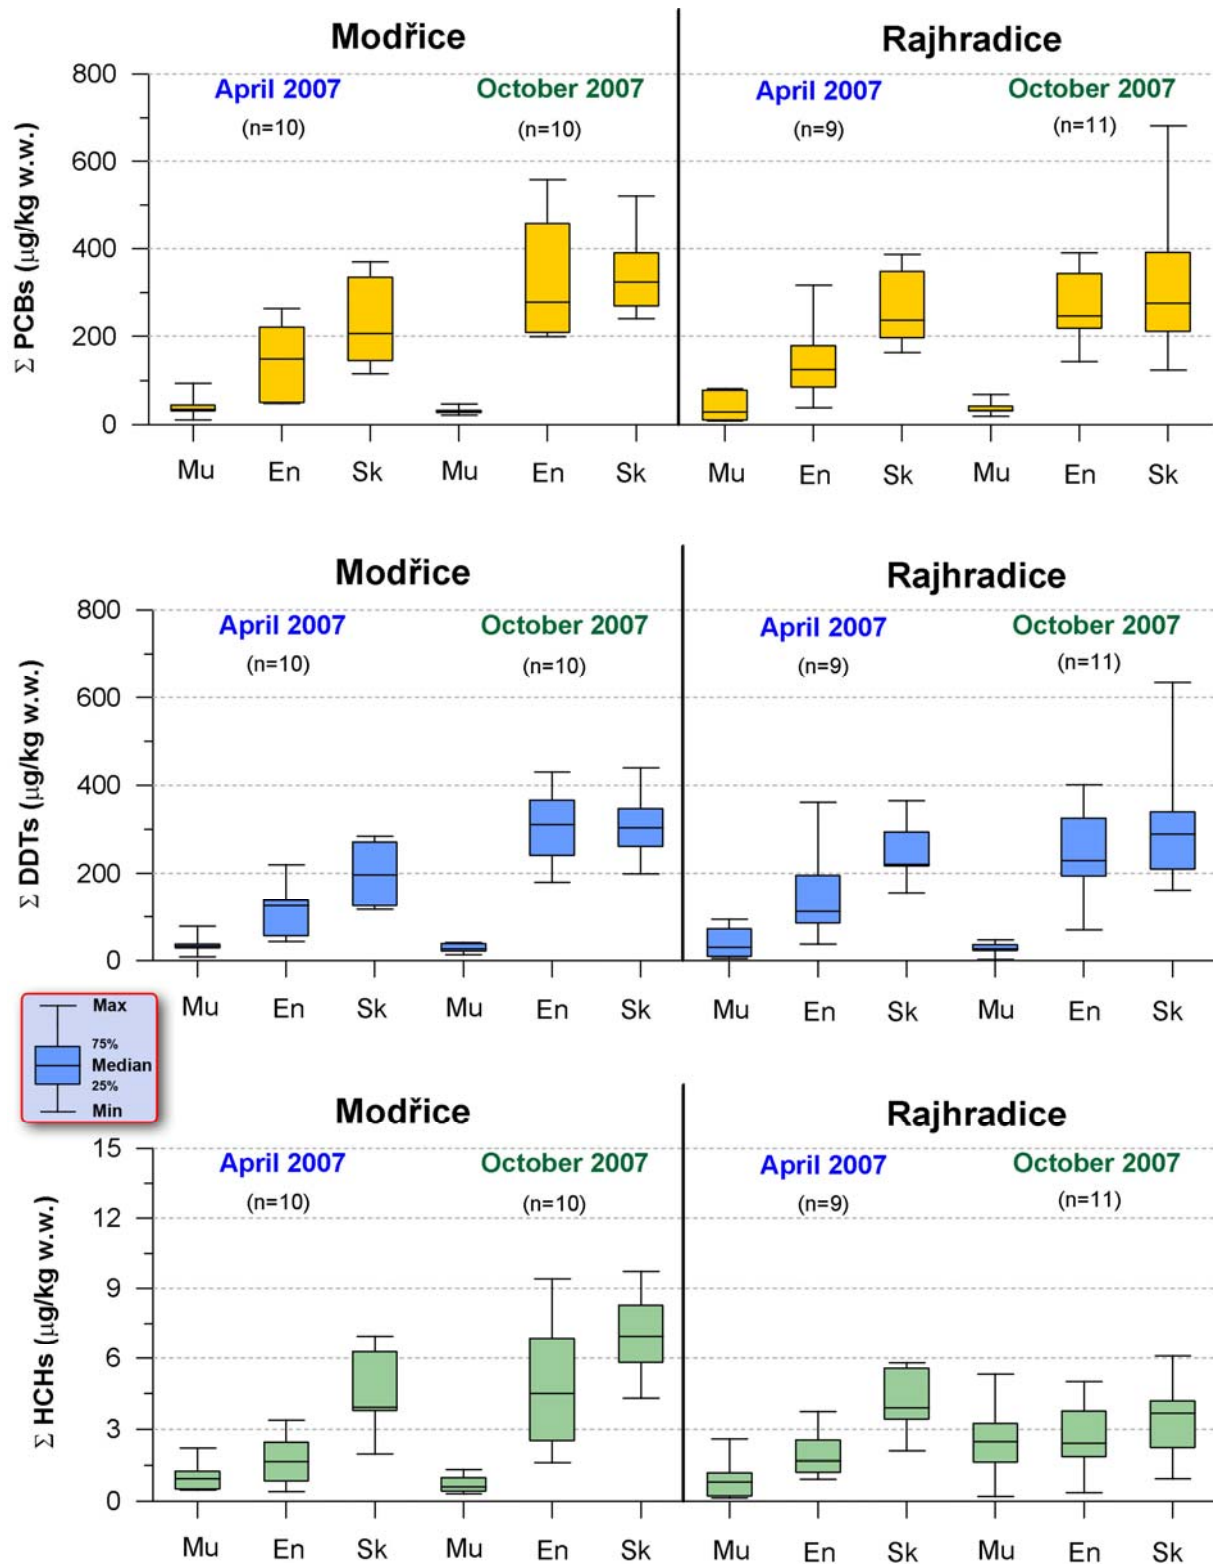 Modřice
Rajhradice
April 2007
October 2007
April 2007
October 2007
(n=10)
(n=10)
(n=9)
(n=11)
Σ PCBs (µg/kg w.w.)
800
600
400
200
0
Mu En Sk Mu En Sk Mu En Sk Mu En Sk
Modřice
Rajhradice
April 2007
October 2007
April 2007
October 2007
(n=10)
(n=10)
(n=9)
(n=11)
Σ DDTs (µg/kg w.w.)
800
600
400
200
0
Mu En Sk Mu En Sk Mu En Sk Mu En Sk
Max
75%
Median
25%
Min
Modřice
Rajhradice
April 2007
October 2007
April 2007
October 2007
(n=10)
(n=10)
(n=9)
(n=11)
Σ HCHs (µg/kg w.w.)
15
12
9
6
3
0
Mu En Sk Mu En Sk Mu En Sk Mu En Sk